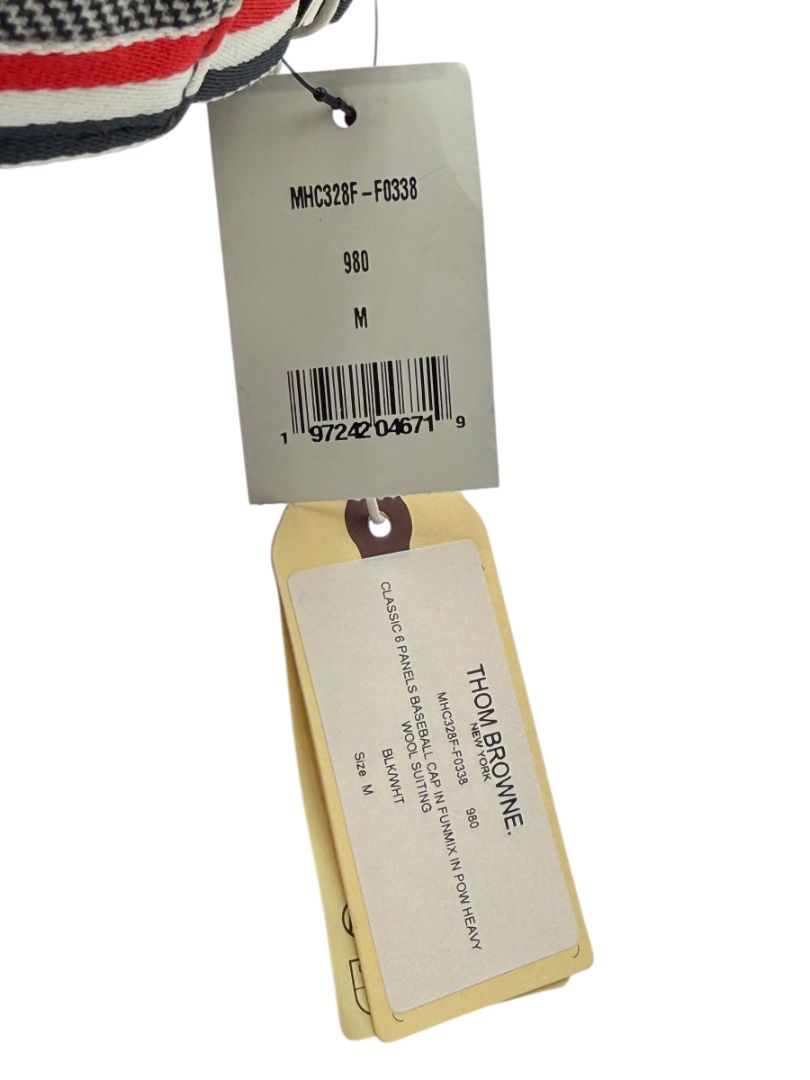 MHC328F-F0338
980
M
1 97242 04671 9
THOM BROWNE.
NEW YORK
MHC328F-F0338 980
CLASSIC 6 PANELS BASEBALL CAP IN FUNMIX IN POW HEAVY
WOOL SUITING
BLK/WHT
Size M